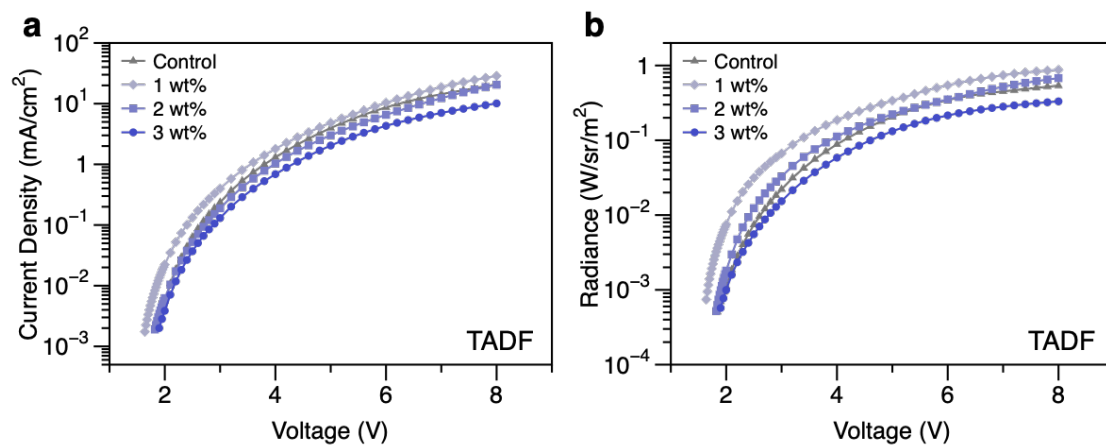 a
Current Density (mA/cm²)
10²
10¹
1
10⁻¹
10⁻²
10⁻³
Control
1 wt%
2 wt%
3 wt%
TADF
2 4 6 8
Voltage (V)
b
Radiance (W/sr/m²)
1
10⁻¹
10⁻²
10⁻³
10⁻⁴
Control
1 wt%
2 wt%
3 wt%
TADF
2 4 6 8
Voltage (V)